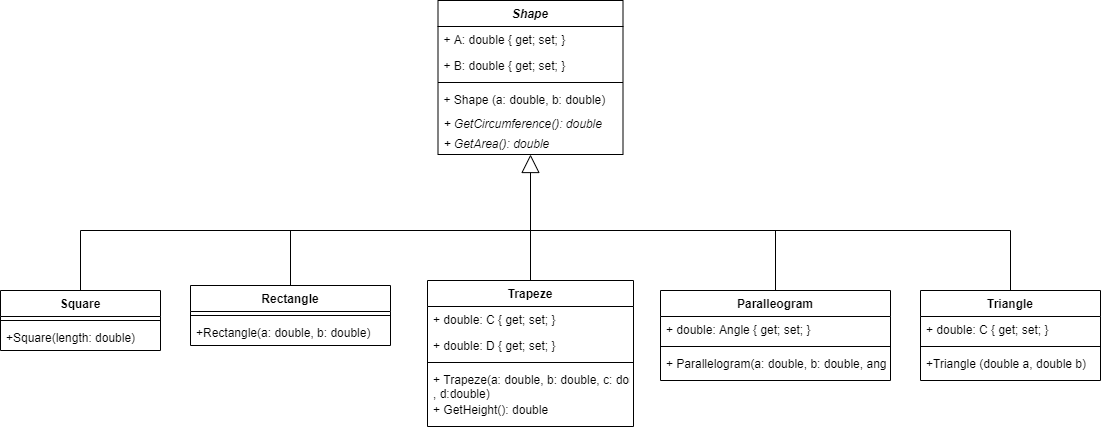 Shape
+ A: double { get; set; }
+ B: double { get; set; }
+ Shape (a: double, b: double)
+ GetCircumference(): double
+ GetArea(): double
Square
+Square(length: double)
Rectangle
+Rectangle(a: double, b: double)
Trapeze
+ double: C { get; set; }
+ double: D { get; set; }
+ Trapeze(a: double, b: double, c: do
, d:double)
+ GetHeight(): double
Paralleogram
+ double: Angle { get; set; }
+ Parallelogram(a: double, b: double, ang
Triangle
+ double: C { get; set; }
+Triangle (double a, double b)